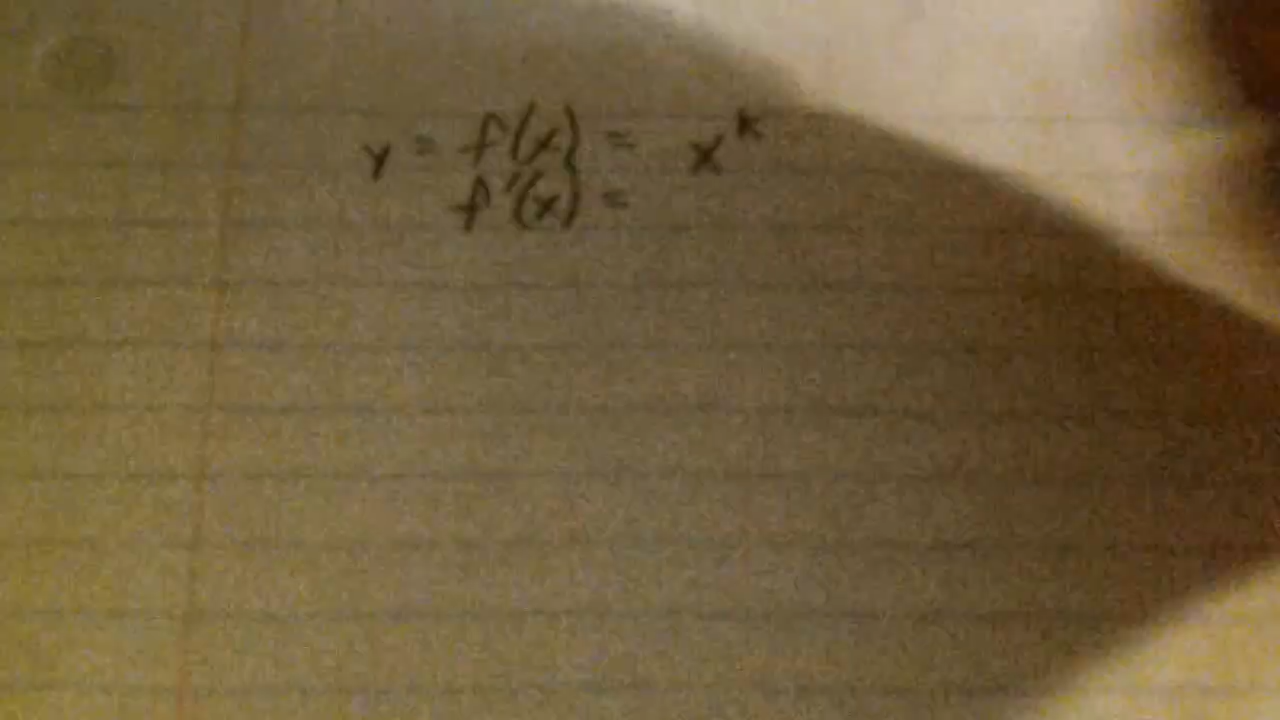 y = f(x) = x^k
f'(x) =